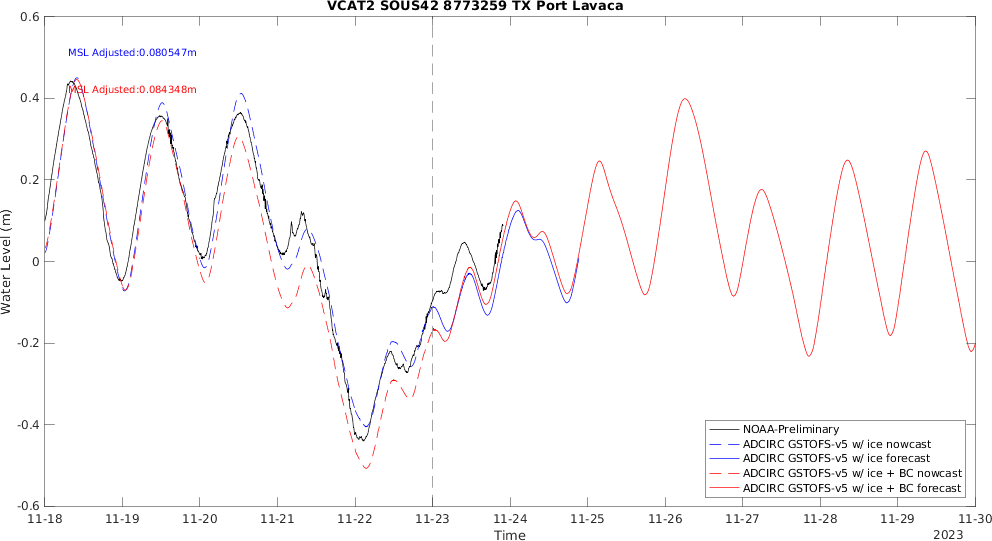 VCAT2 SOUS42 8773259 TX Port Lavaca
MSL Adjusted:0.080547m
MSL Adjusted:0.084348m
Water Level (m)
0.6
0.4
0.2
0
-0.2
-0.4
-0.6
NOAA-Preliminary
ADCIRC GSTOFS-v5 w/ ice nowcast
ADCIRC GSTOFS-v5 w/ ice forecast
ADCIRC GSTOFS-v5 w/ ice + BC nowcast
ADCIRC GSTOFS-v5 w/ ice + BC forecast
11-18 11-19 11-20 11-21 11-22 11-23 11-24 11-25 11-26 11-27 11-28 11-29 11-30
Time
2023